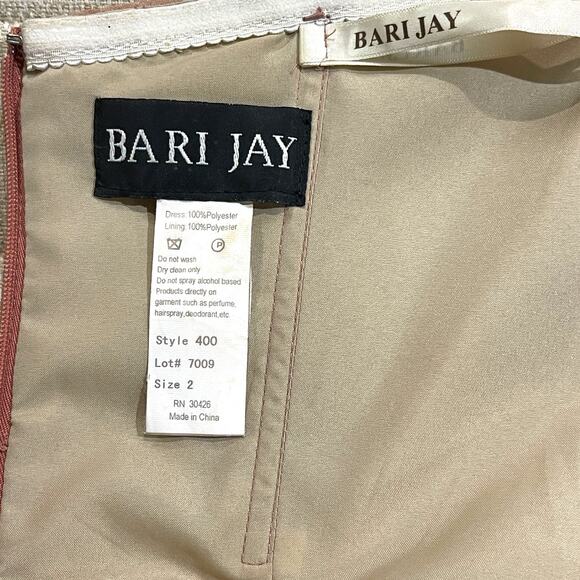 BARI JAY
BARI JAY
Dress:100%Polyester
Lining:100%Polyester
P
Do not wash
Dry clean only
Do not spray alcohol based
Products directly on
garment such as perfume,
hairspray,deodorant,etc.
Style 400
Lot# 7009
Size 2
RN 30426
Made in China